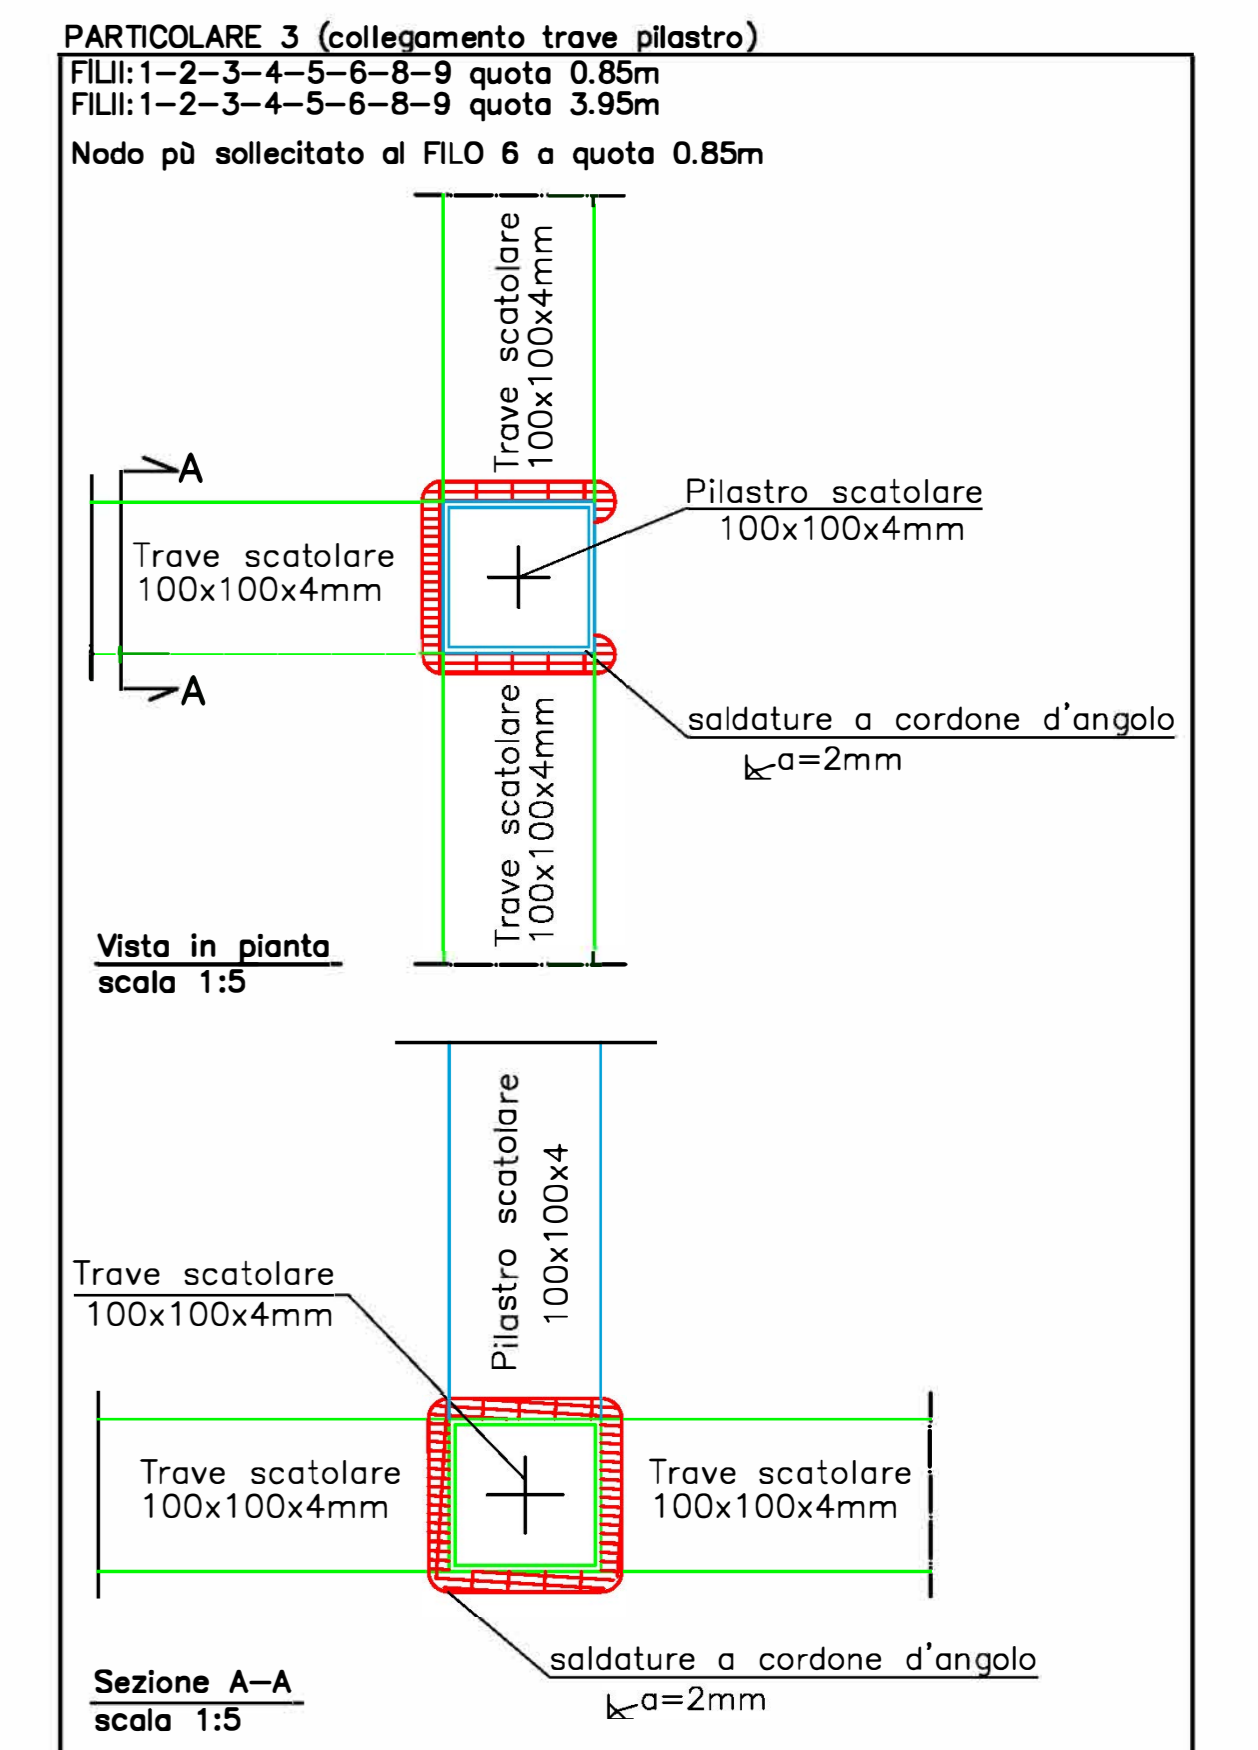 PARTICOLARE 3 (collegamento trave pilastro)
FILII:1-2-3-4-5-6-8-9 quota 0.85m
FILII:1-2-3-4-5-6-8-9 quota 3.95m
Nodo pù sollecitato al FILO 6 a quota 0.85m
Trave scatolare
100x100x4mm
A
Trave scatolare
100x100x4mm
Pilastro scatolare
100x100x4mm
A
saldature a cordone d'angolo
a=2mm
Trave scatolare
100x100x4mm
Vista in pianta
scala 1:5
Pilastro scatolare
100x100x4
Trave scatolare
100x100x4mm
Trave scatolare
100x100x4mm
Trave scatolare
100x100x4mm
saldature a cordone d'angolo
a=2mm
Sezione A-A
scala 1:5